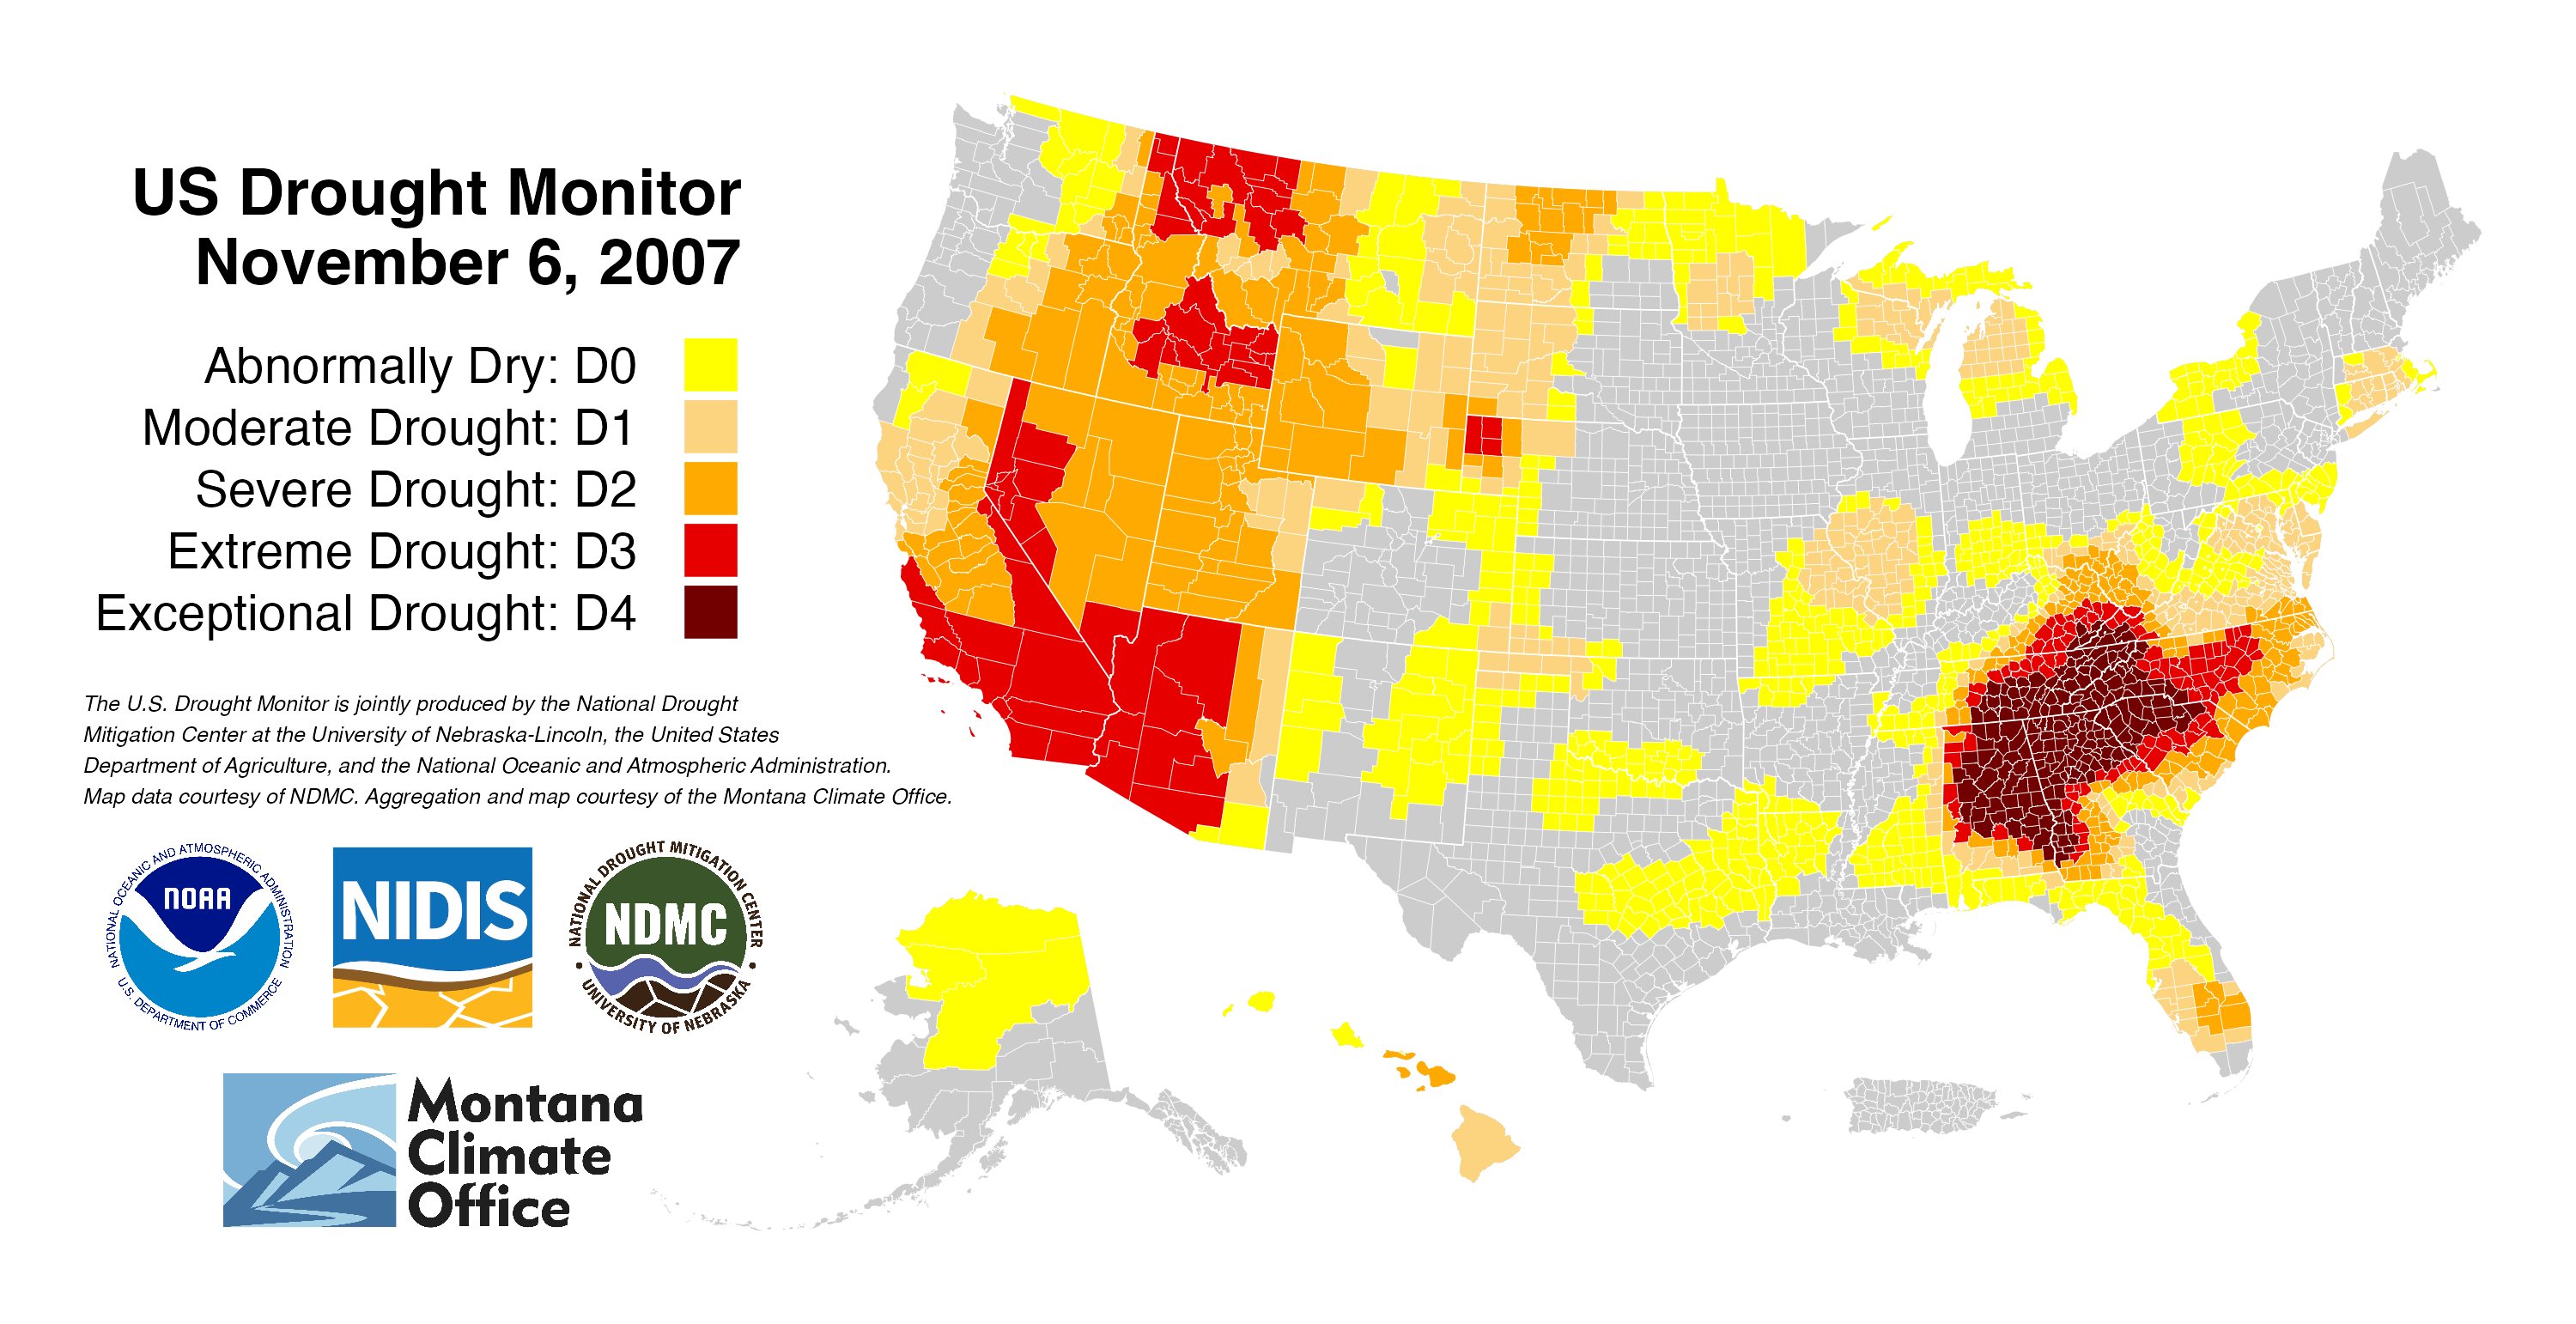 US Drought Monitor
November 6, 2007
Abnormally Dry: D0
Moderate Drought: D1
Severe Drought: D2
Extreme Drought: D3
Exceptional Drought: D4
The U.S. Drought Monitor is jointly produced by the National Drought
Mitigation Center at the University of Nebraska-Lincoln, the United States
Department of Agriculture, and the National Oceanic and Atmospheric Administration.
Map data courtesy of NDMC. Aggregation and map courtesy of the Montana Climate Office.
NATIONAL OCEANIC AND ATMOSPHERIC ADMINISTRATION
NOAA
U.S. DEPARTMENT OF COMMERCE
NIDIS
NATIONAL DROUGHT MITIGATION CENTER
NDMC
UNIVERSITY OF NEBRASKA
Montana
Climate
Office